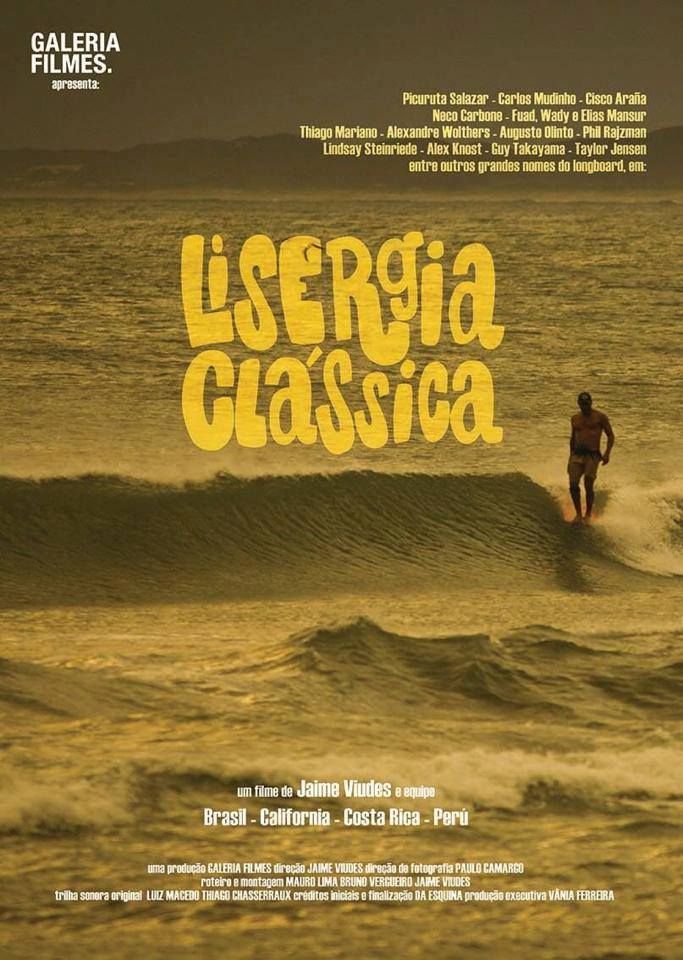 GALERIA
FILMES.
apresenta:
Picuruta Salazar - Carlos Mudinho - Cisco Araña
Neco Carbone - Fuad, Wady e Elias Mansur
Thiago Mariano - Alexandre Wolthers - Augusto Olinto - Phil Rajzman
Lindsay Steinriede - Alex Knost - Guy Takayama - Taylor Jensen
entre outros grandes nomes do longboard, em:
LiSERgia
CLáSSica
um filme de Jaime Viudes e equipe
Brasil - California - Costa Rica - Perú
uma produção GALERIA FILMES direção JAIME VIUDES direção de fotografia PAULO CAMARGO
roteiro e montagem MAURO LIMA BRUNO VERGUEIRO JAIME VIUDES
trilha sonora original LUIZ MACEDO THIAGO CHASSERRAUX créditos iniciais e finalização DA ESQUINA produção executiva VÂNIA FERREIRA